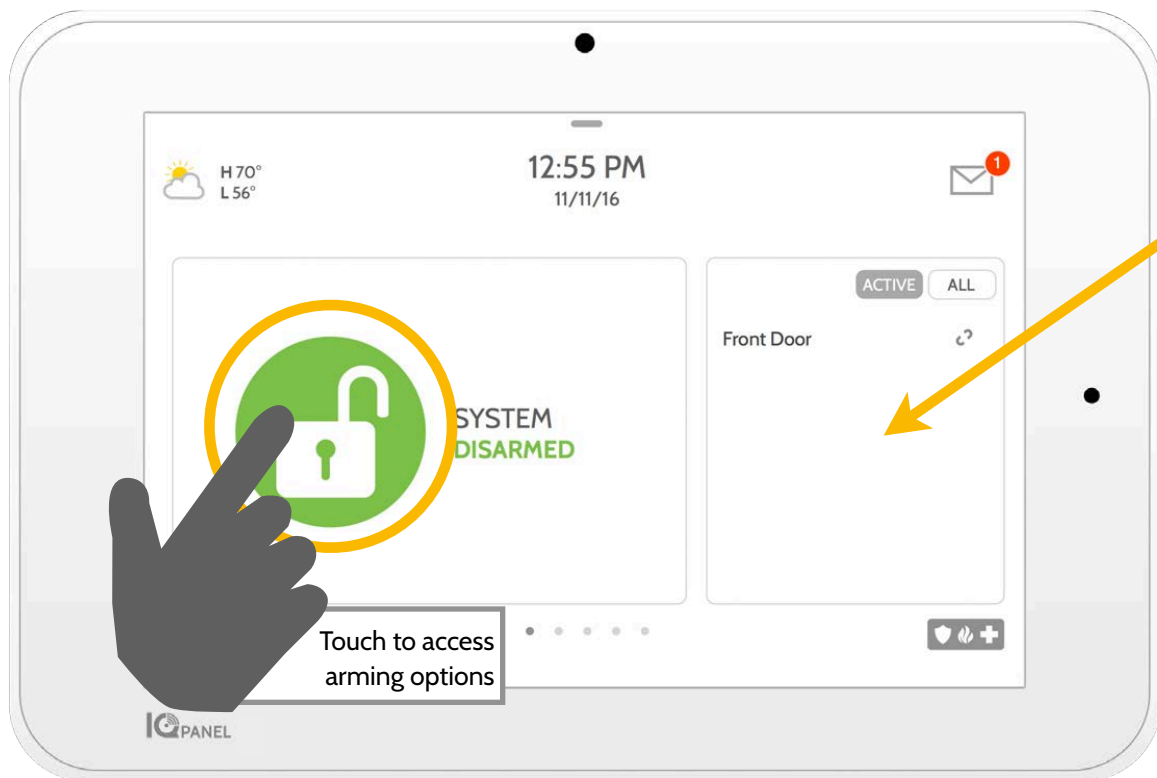 H 70°
L 56°
12:55 PM
11/11/16
1
ACTIVE
ALL
Front Door
SYSTEM
DISARMED
Touch to access
arming options
IQ PANEL